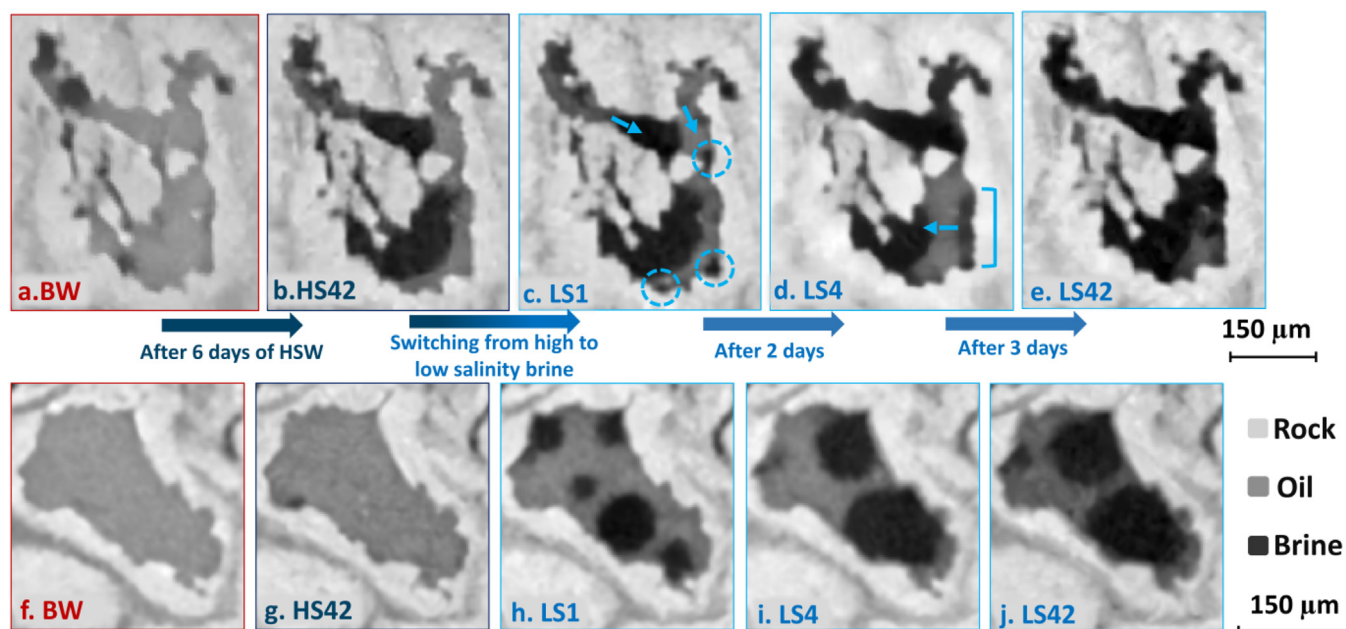 a.BW
b.HS42
c. LS1
d. LS4
e. LS42
After 6 days of HSW
Switching from high to
low salinity brine
After 2 days
After 3 days
150 μm
f. BW
g. HS42
h. LS1
i. LS4
j. LS42
Rock
Oil
Brine
150 μm